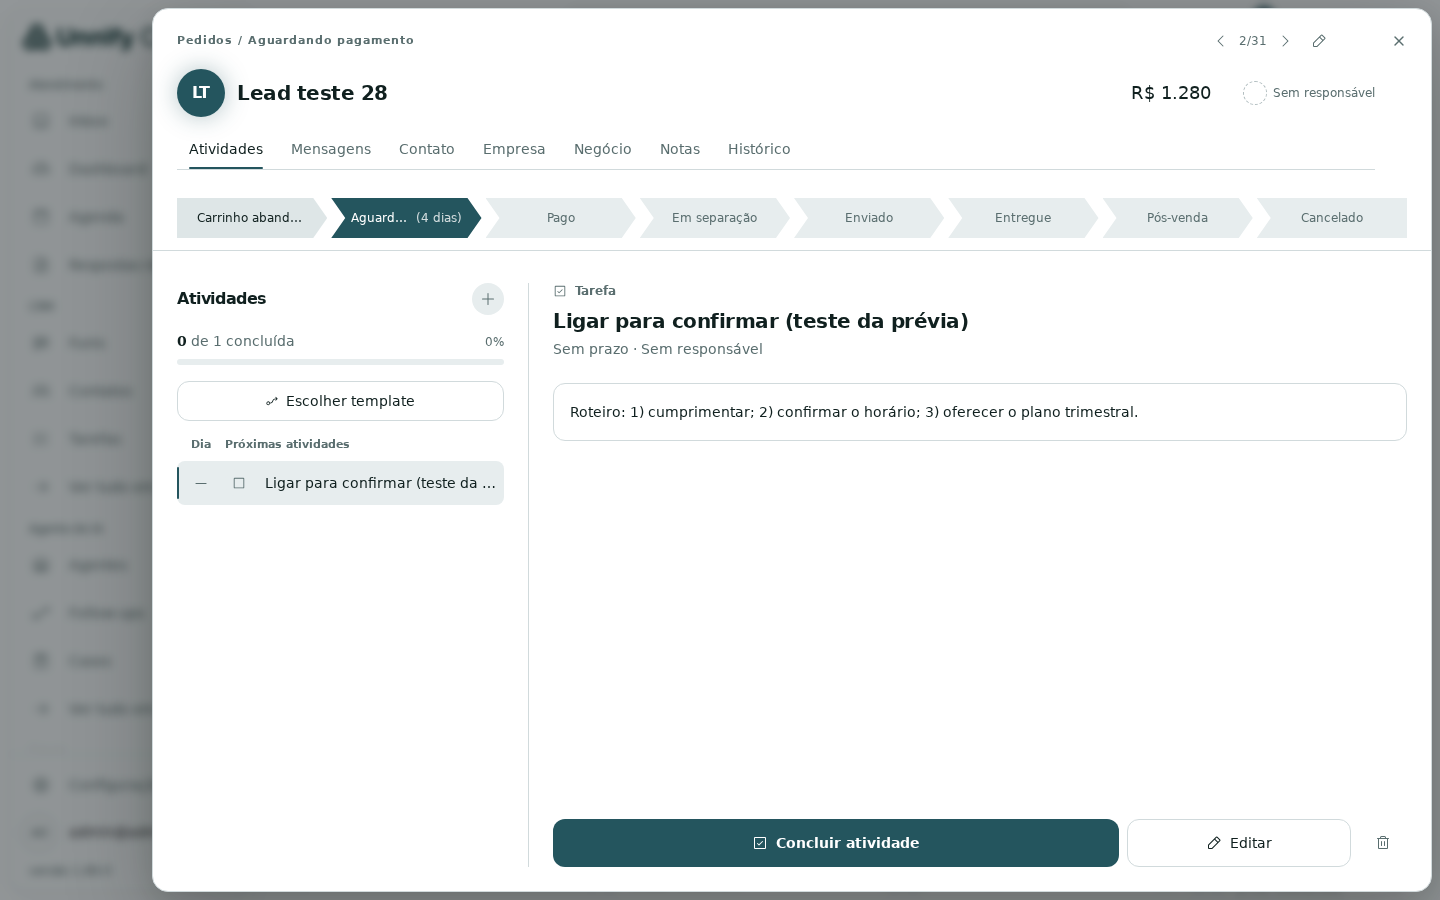 Pedidos / Aguardando pagamento
2/31
LT
Lead teste 28
R$ 1.280
Sem responsável
Atividades
Mensagens
Contato
Empresa
Negócio
Notas
Histórico
Carrinho aband...
Aguard... (4 dias)
Pago
Em separação
Enviado
Entregue
Pós-venda
Cancelado
Atividades
0 de 1 concluída
0%
Escolher template
Dia
Próximas atividades
—
Ligar para confirmar (teste da ...
Tarefa
Ligar para confirmar (teste da prévia)
Sem prazo · Sem responsável
Roteiro: 1) cumprimentar; 2) confirmar o horário; 3) oferecer o plano trimestral.
Concluir atividade
Editar